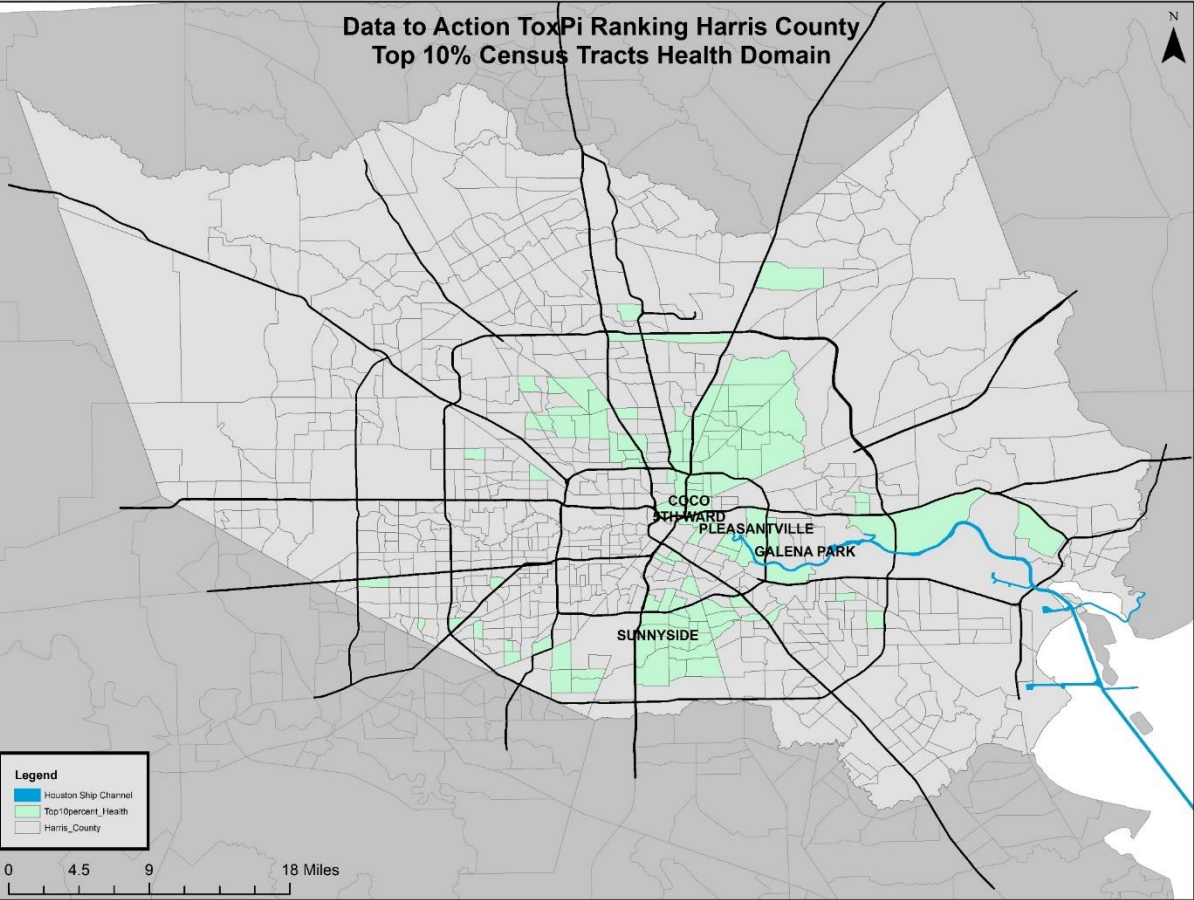 Data to Action ToxPi Ranking Harris County
Top 10% Census Tracts Health Domain
N
COCO
5TH WARD
PLEASANTVILLE
GALENA PARK
SUNNYSIDE
Legend
Houston Ship Channel
Top10percent_Health
Harris_County
0 4.5 9 18 Miles